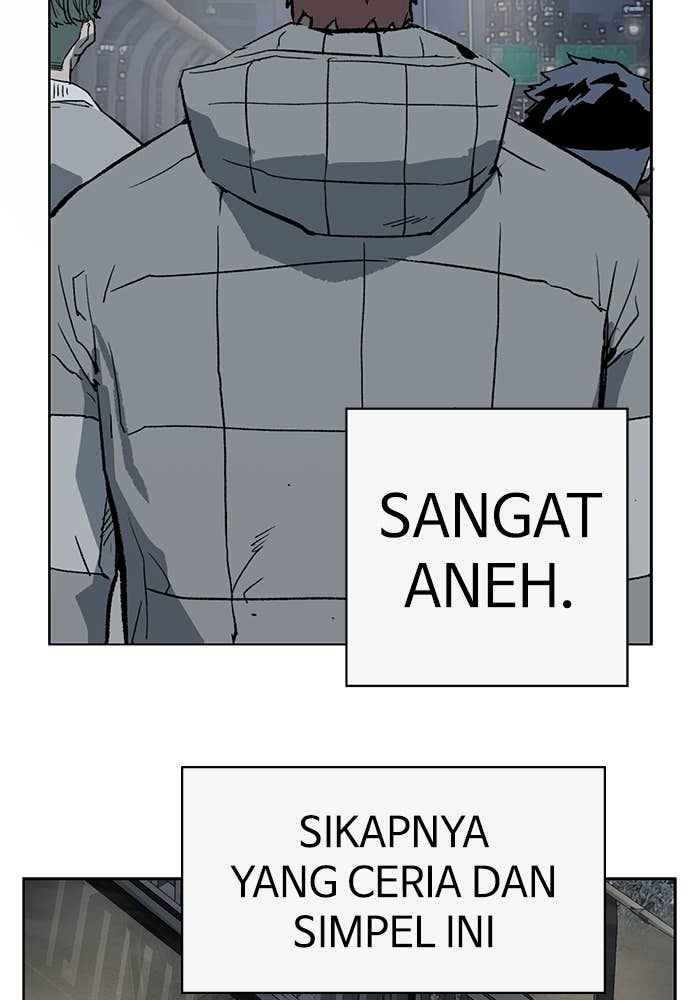 SANGAT
ANEH.
SIKAPNYA
YANG CERIA DAN
SIMPEL INI